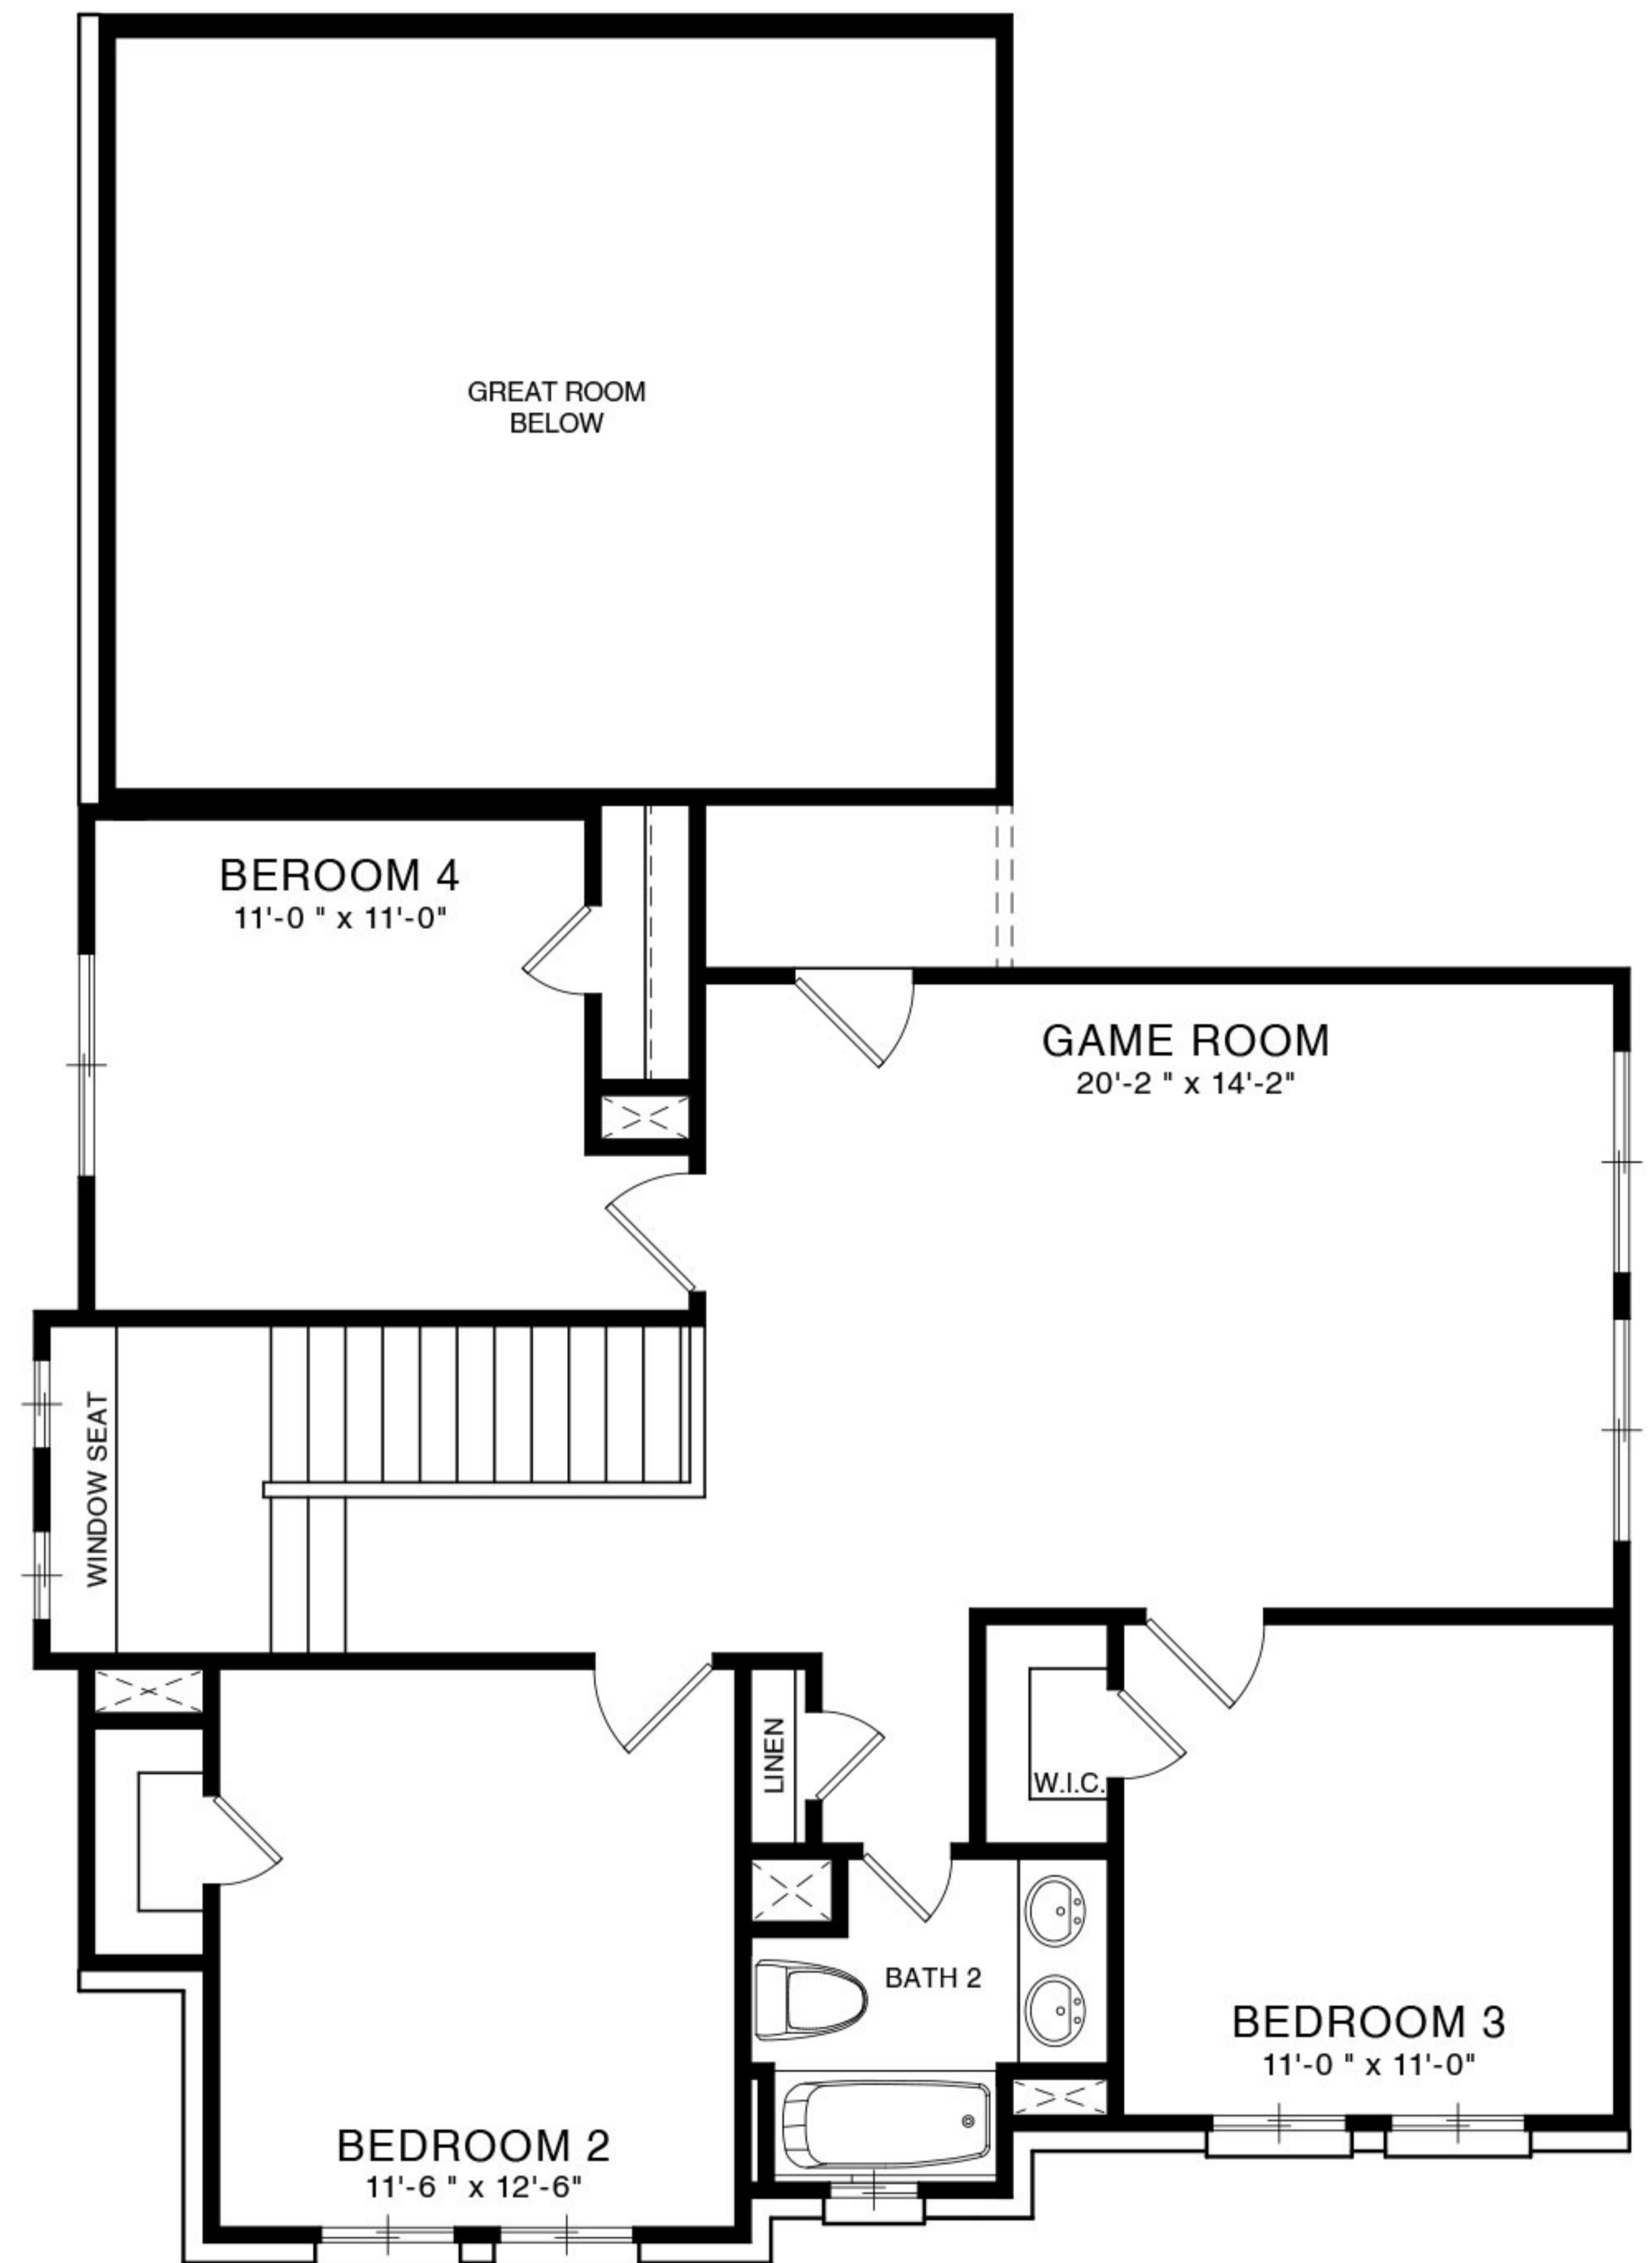 GREAT ROOM
BELOW
BEROOM 4
11'-0 " x 11'-0"
GAME ROOM
20'-2 " x 14'-2"
WINDOW SEAT
LINEN
W.I.C.
BATH 2
BEDROOM 3
11'-0 " x 11'-0"
BEDROOM 2
11'-6 " x 12'-6"